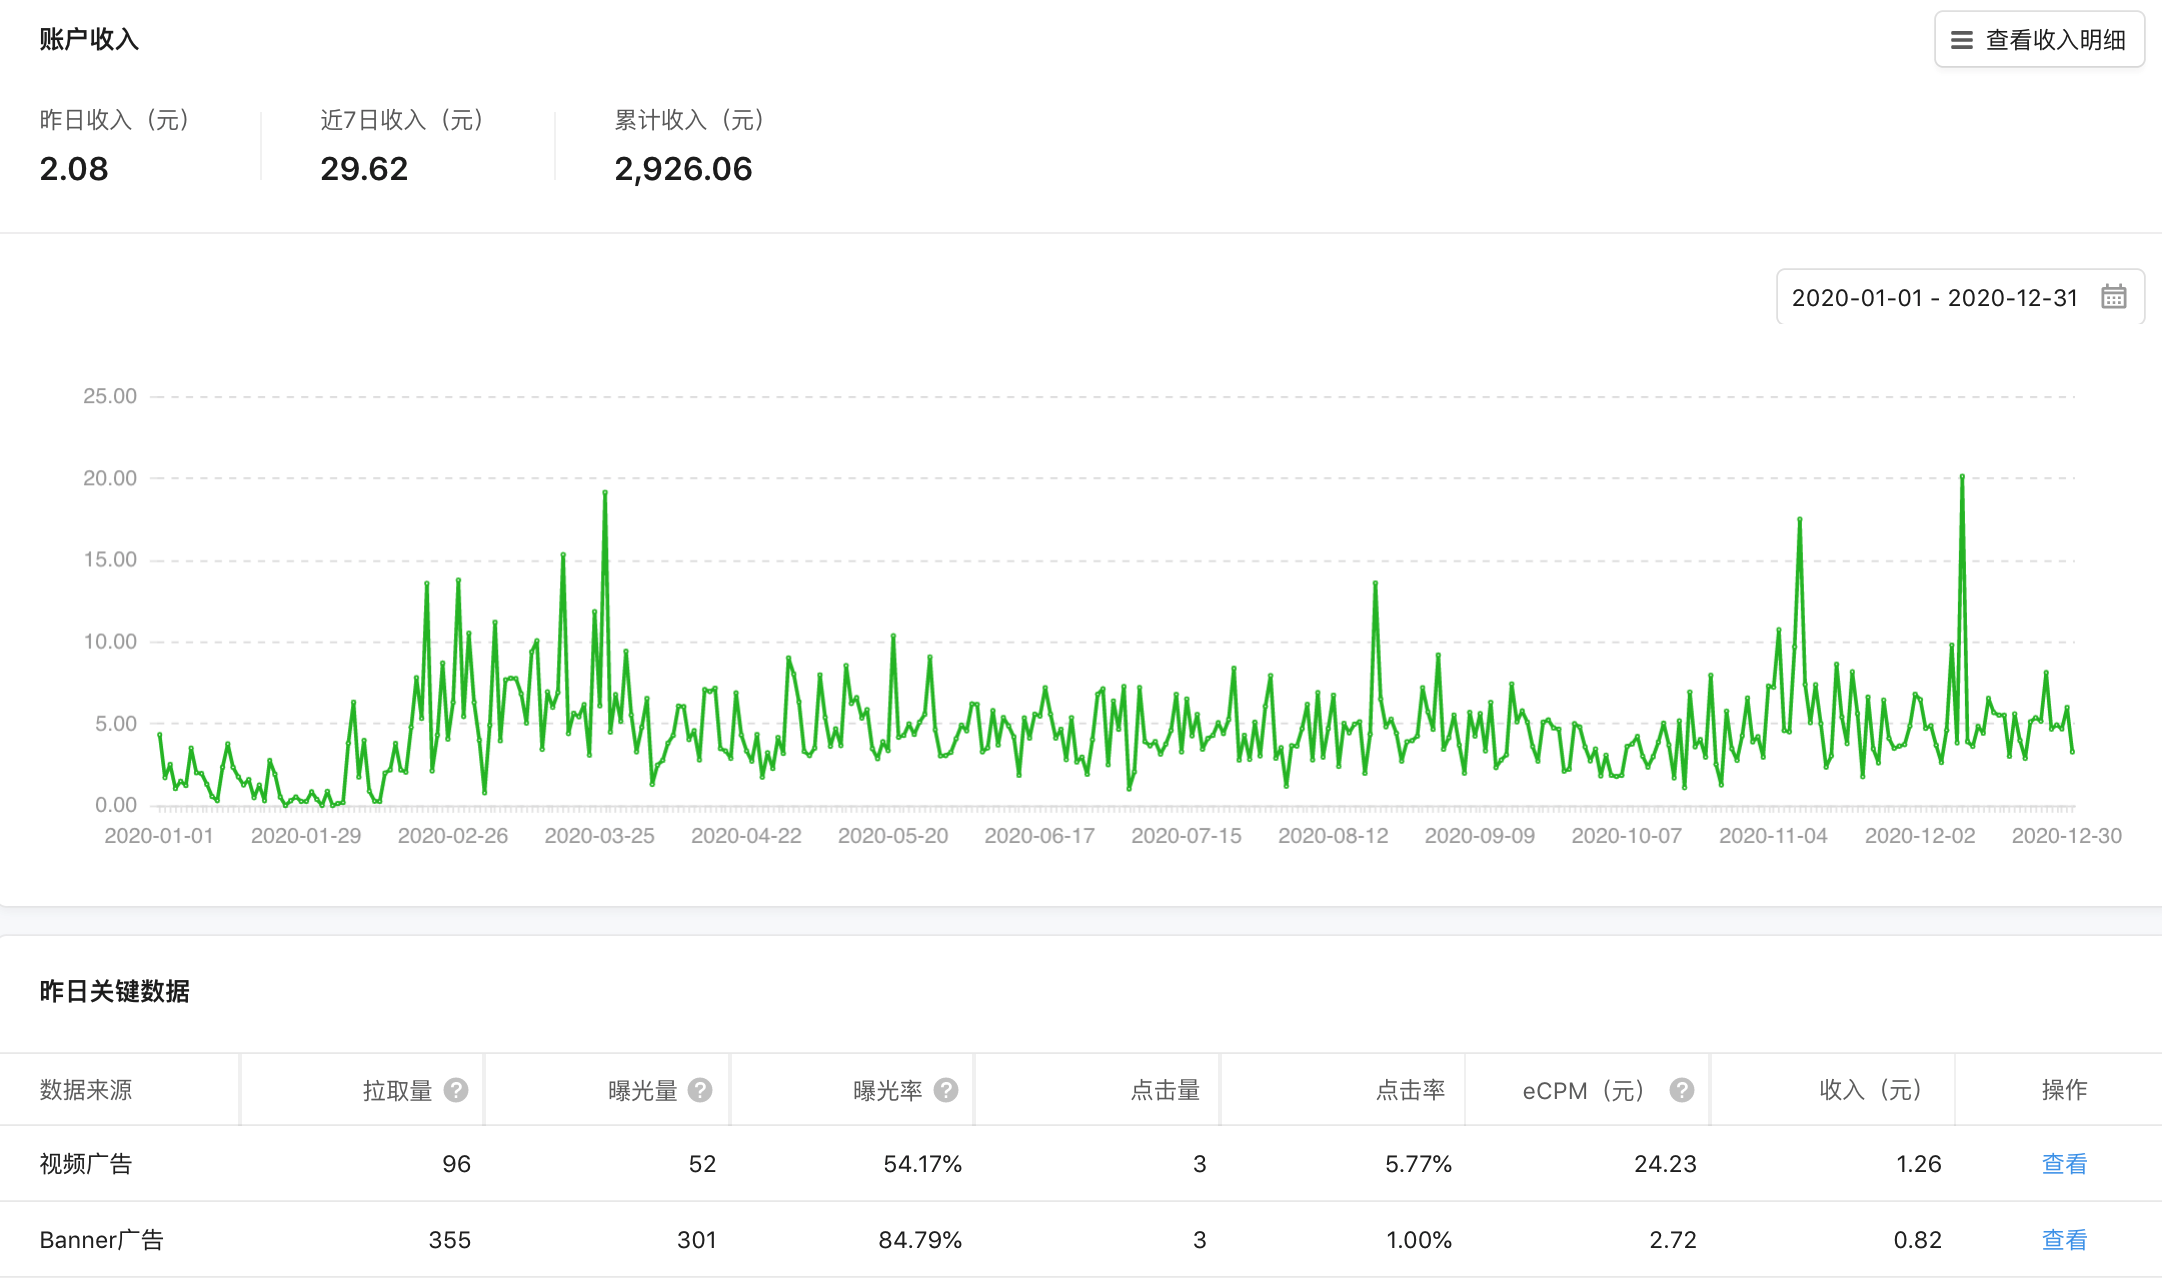 账户收入
查看收入明细
昨日收入（元） 近7日收入（元） 累计收入（元）
2.08 29.62 2,926.06
2020-01-01 - 2020-12-31
25.00
20.00
15.00
10.00
5.00
0.00
2020-01-01 2020-01-29 2020-02-26 2020-03-25 2020-04-22 2020-05-20 2020-06-17 2020-07-15 2020-08-12 2020-09-09 2020-10-07 2020-11-04 2020-12-02 2020-12-30
昨日关键数据
数据来源 拉取量 ? 曝光量 ? 曝光率 ? 点击量 点击率 eCPM（元） ? 收入（元） 操作
视频广告 96 52 54.17% 3 5.77% 24.23 1.26 查看
Banner广告 355 301 84.79% 3 1.00% 2.72 0.82 查看